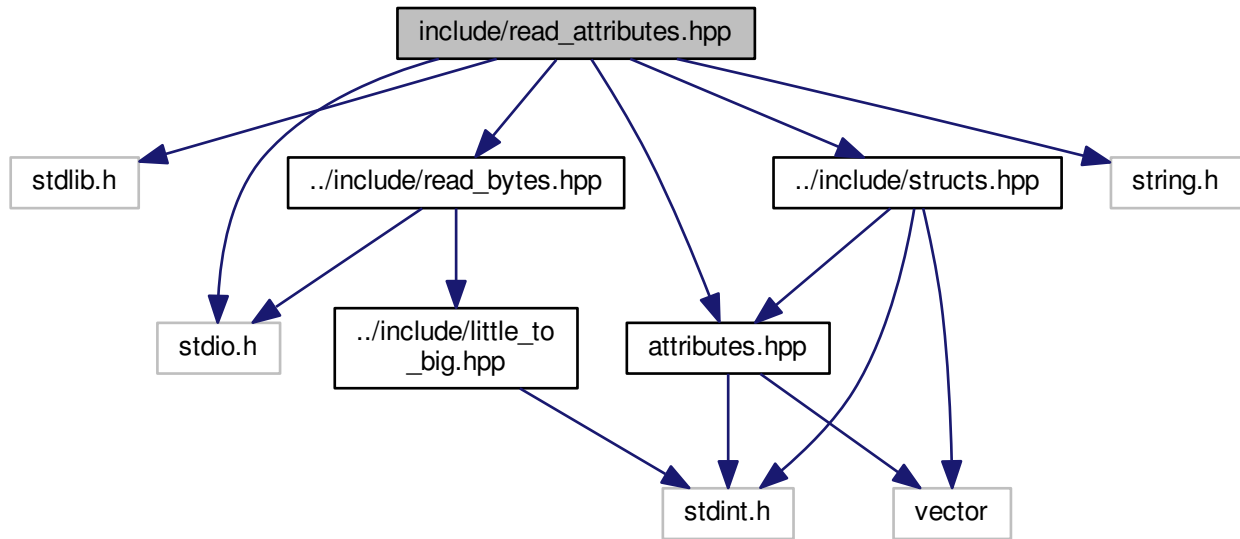 include/read_attributes.hpp
stdlib.h
../include/read_bytes.hpp
../include/structs.hpp
string.h
stdio.h
../include/little_to
_big.hpp
attributes.hpp
stdint.h
vector